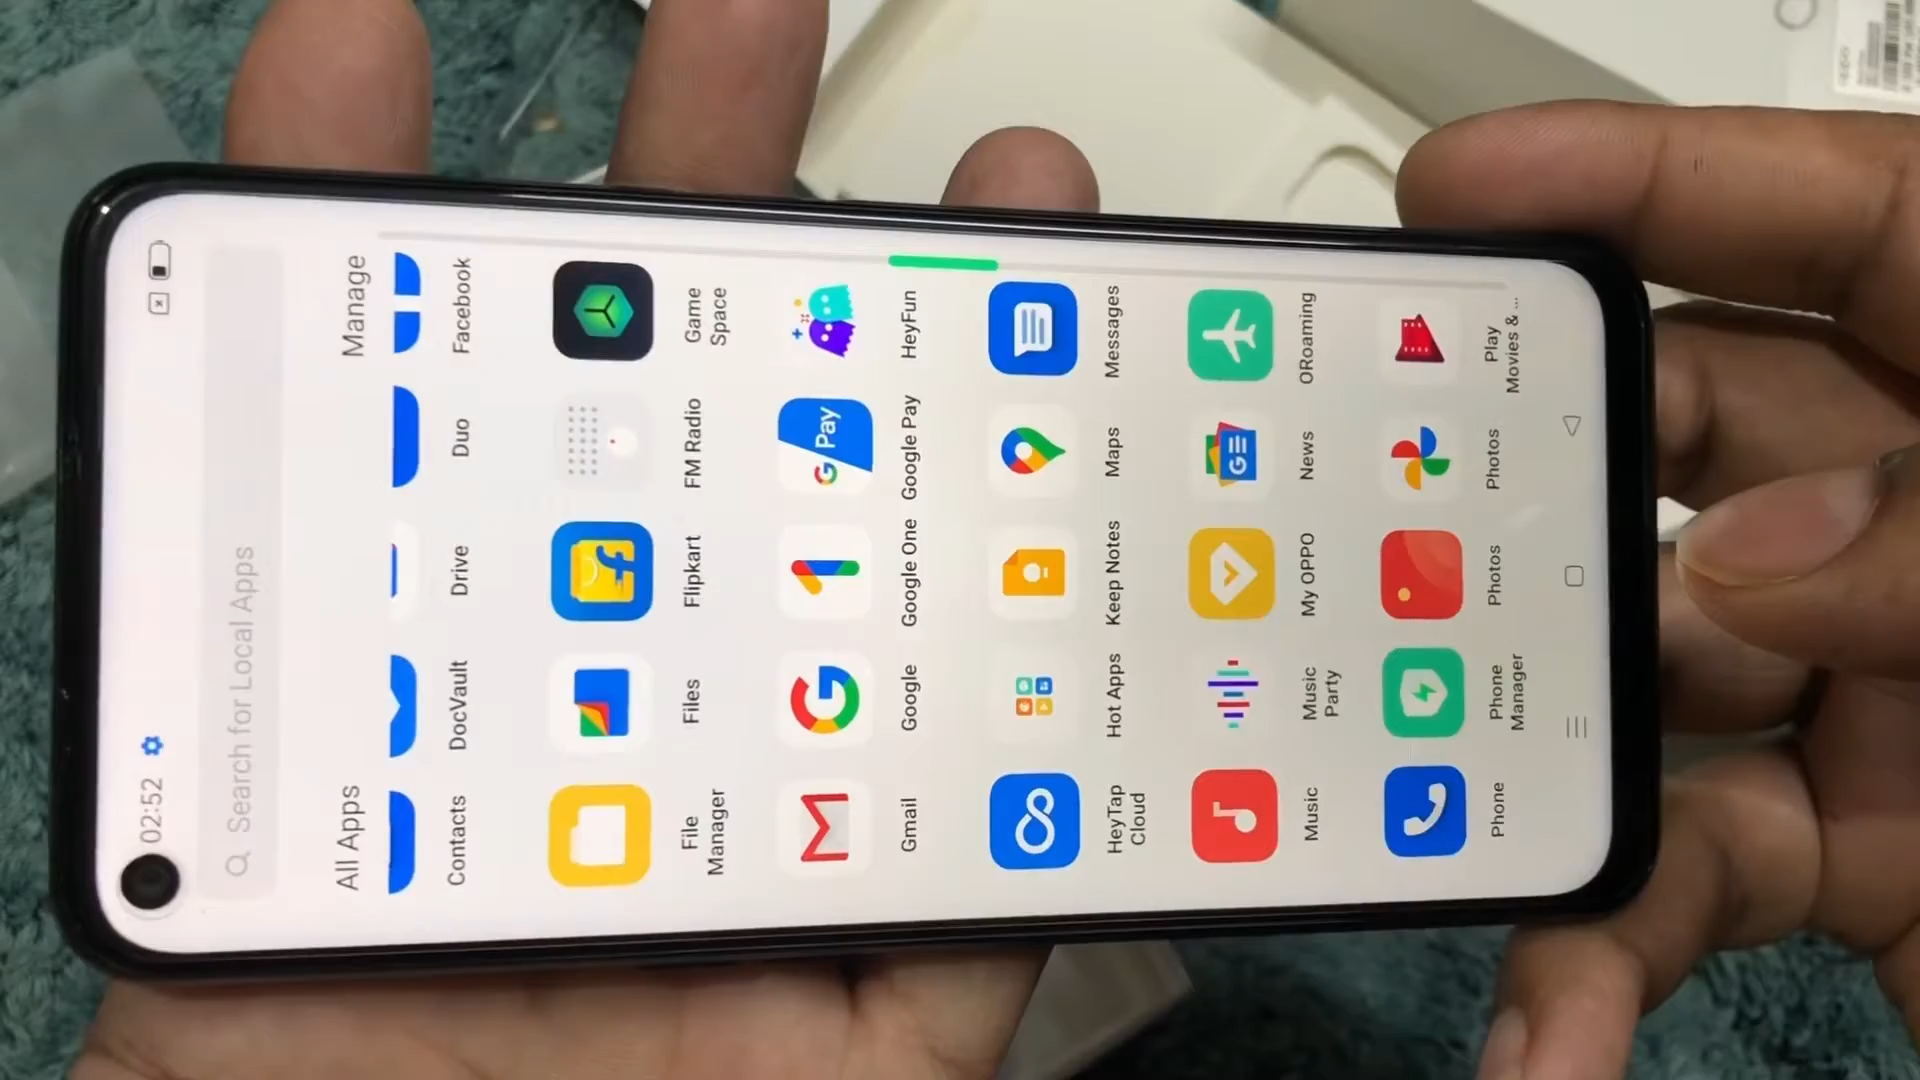 02:52
Search for Local Apps
All Apps Manage
Contacts DocVault Drive Duo Facebook
File Manager Files Flipkart FM Radio Game Space
G Pay
Gmail Google Google One Google Pay HeyFun
HeyTap Cloud Hot Apps Keep Notes Maps Messages
Music Music Party My OPPO News ORoaming
Phone Phone Manager Photos Photos Play Movies & ...